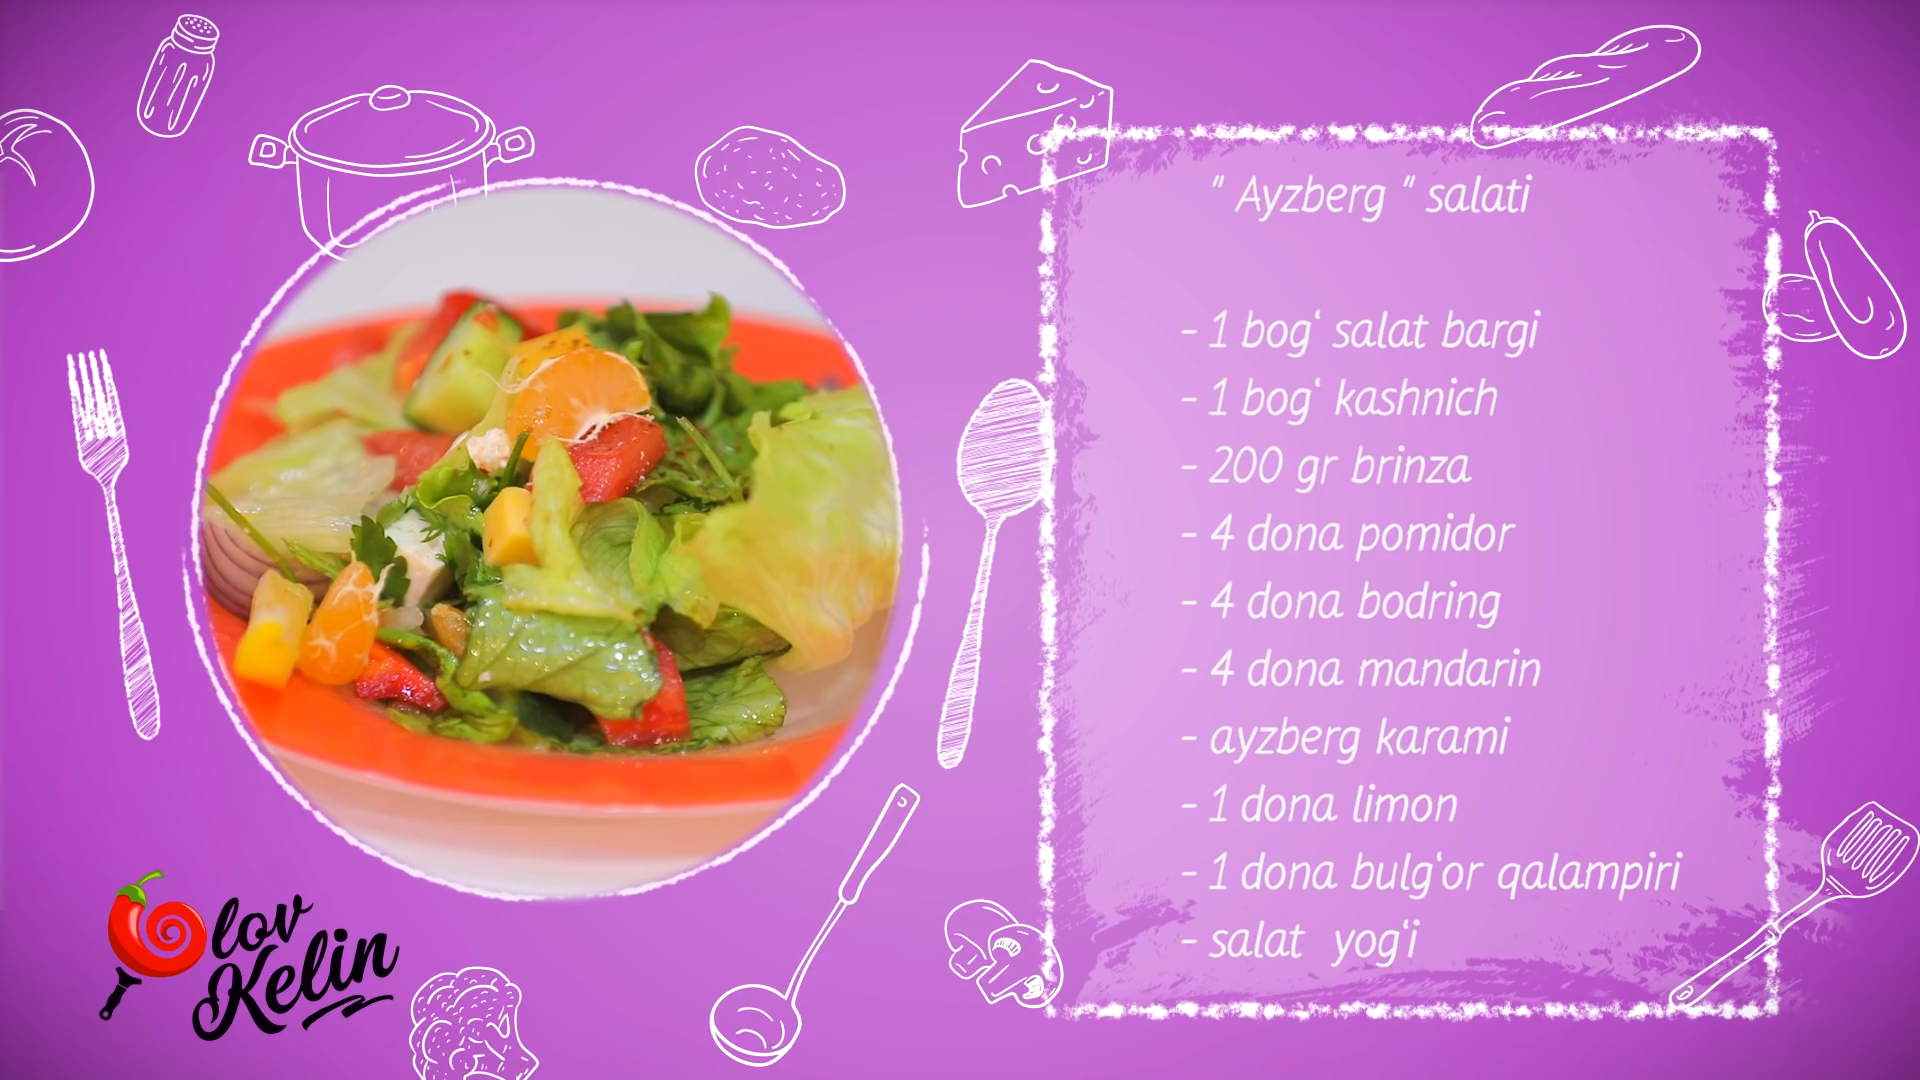 " Ayzberg " salati
- 1 bog‘ salat bargi
- 1 bog‘ kashnich
- 200 gr brinza
- 4 dona pomidor
- 4 dona bodring
- 4 dona mandarin
- ayzberg karami
- 1 dona limon
- 1 dona bulg‘or qalampiri
- salat yog‘i
Olov
Kelin